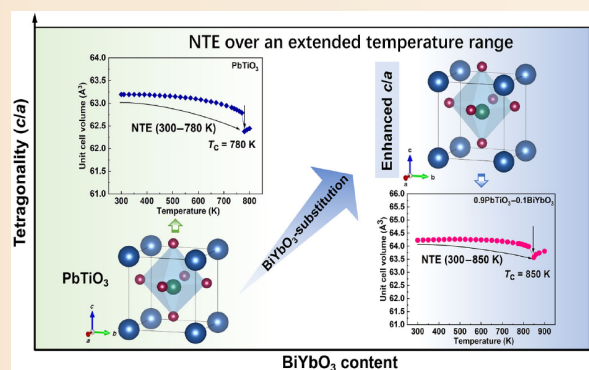 NTE over an extended temperature range
Tetragonality (c/a)
PbTiO₃
Unit cell volume (Å³)
64.0
63.5
63.0
62.5
62.0
61.5
61.0
NTE (300–780 K)
T_C = 780 K
300 400 500 600 700 800 900
Temperature (K)
PbTiO₃
c
a
b
BiYbO₃-substitution
Enhanced c/a
c
a
b
0.9PbTiO₃–0.1BiYbO₃
Unit cell volume (Å³)
66.0
65.5
65.0
64.5
64.0
63.5
63.0
62.5
62.0
61.5
61.0
NTE (300–850 K)
T_C = 850 K
300 400 500 600 700 800 900
Temperature (K)
BiYbO₃ content